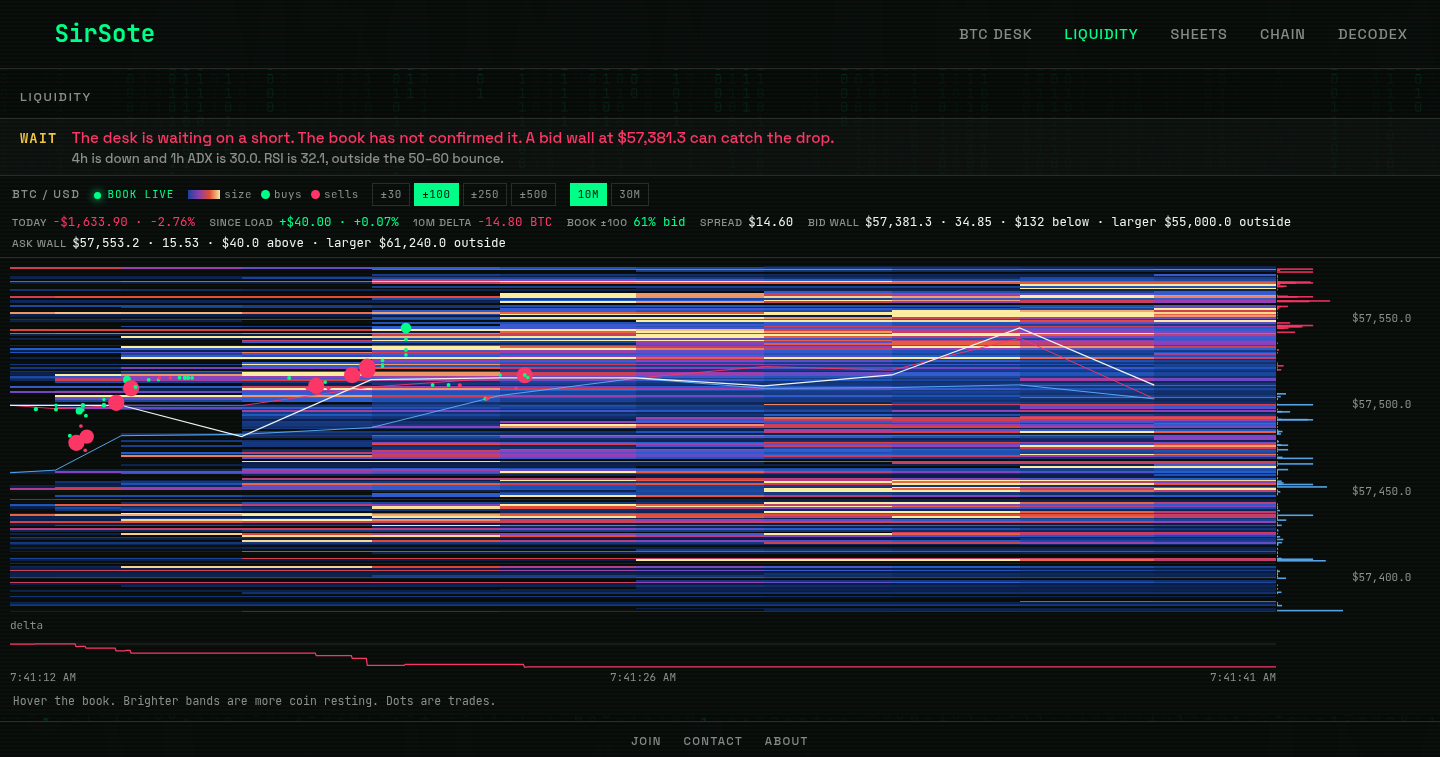 SirSote
BTC DESK LIQUIDITY SHEETS CHAIN DECODEX
LIQUIDITY
WAIT The desk is waiting on a short. The book has not confirmed it. A bid wall at $57,381.3 can catch the drop.
4h is down and 1h ADX is 30.0. RSI is 32.1, outside the 50–60 bounce.
BTC / USD BOOK LIVE size buys sells ±30 ±100 ±250 ±500 10M 30M
TODAY -$1,633.90 · -2.76% SINCE LOAD +$40.00 · +0.07% 10M DELTA -14.80 BTC BOOK ±100 61% bid SPREAD $14.60 BID WALL $57,381.3 · 34.85 · $132 below · larger $55,000.0 outside
ASK WALL $57,553.2 · 15.53 · $40.0 above · larger $61,240.0 outside
$57,550.0
$57,500.0
$57,450.0
$57,400.0
delta
7:41:12 AM 7:41:26 AM 7:41:41 AM
Hover the book. Brighter bands are more coin resting. Dots are trades.
JOIN CONTACT ABOUT